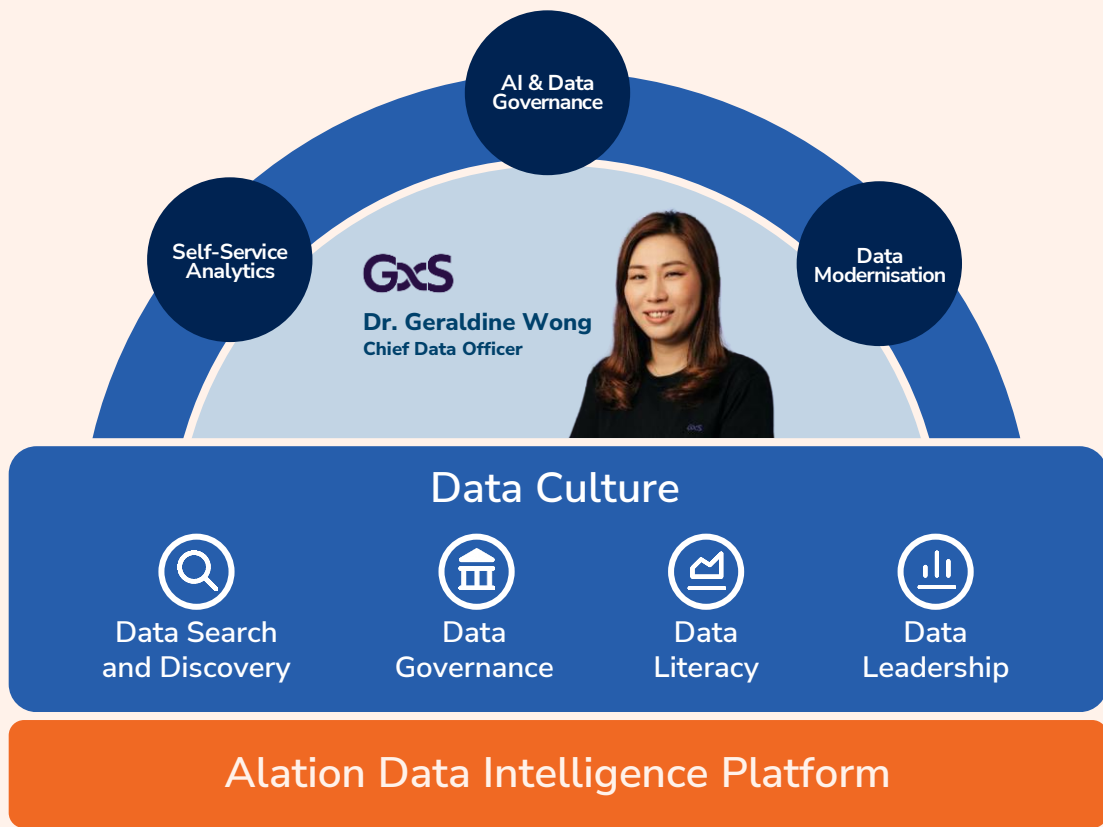 AI & Data
Governance
Self-Service
Analytics
Data
Modernisation
GxS
Dr. Geraldine Wong
Chief Data Officer
GxS
Data Culture
Data Search
and Discovery
Data
Governance
Data
Literacy
Data
Leadership
Alation Data Intelligence Platform